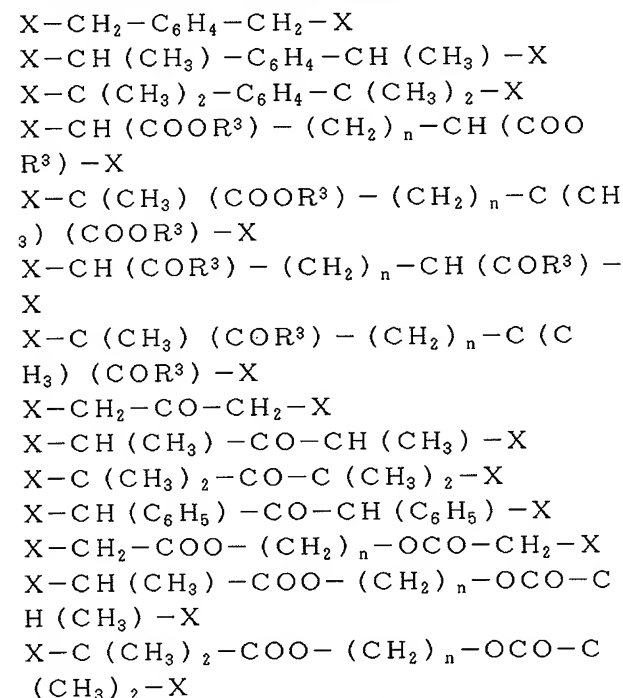 X－CH₂－C₆H₄－CH₂－X
X－CH（CH₃）－C₆H₄－CH（CH₃）－X
X－C（CH₃）₂－C₆H₄－C（CH₃）₂－X
X－CH（COOR³）－（CH₂）ₙ－CH（COO
R³）－X
X－C（CH₃）（COOR³）－（CH₂）ₙ－C（CH
₃）（COOR³）－X
X－CH（COR³）－（CH₂）ₙ－CH（COR³）－
X
X－C（CH₃）（COR³）－（CH₂）ₙ－C（C
H₃）（COR³）－X
X－CH₂－CO－CH₂－X
X－CH（CH₃）－CO－CH（CH₃）－X
X－C（CH₃）₂－CO－C（CH₃）₂－X
X－CH（C₆H₅）－CO－CH（C₆H₅）－X
X－CH₂－COO－（CH₂）ₙ－OCO－CH₂－X
X－CH（CH₃）－COO－（CH₂）ₙ－OCO－C
H（CH₃）－X
X－C（CH₃）₂－COO－（CH₂）ₙ－OCO－C
（CH₃）₂－X